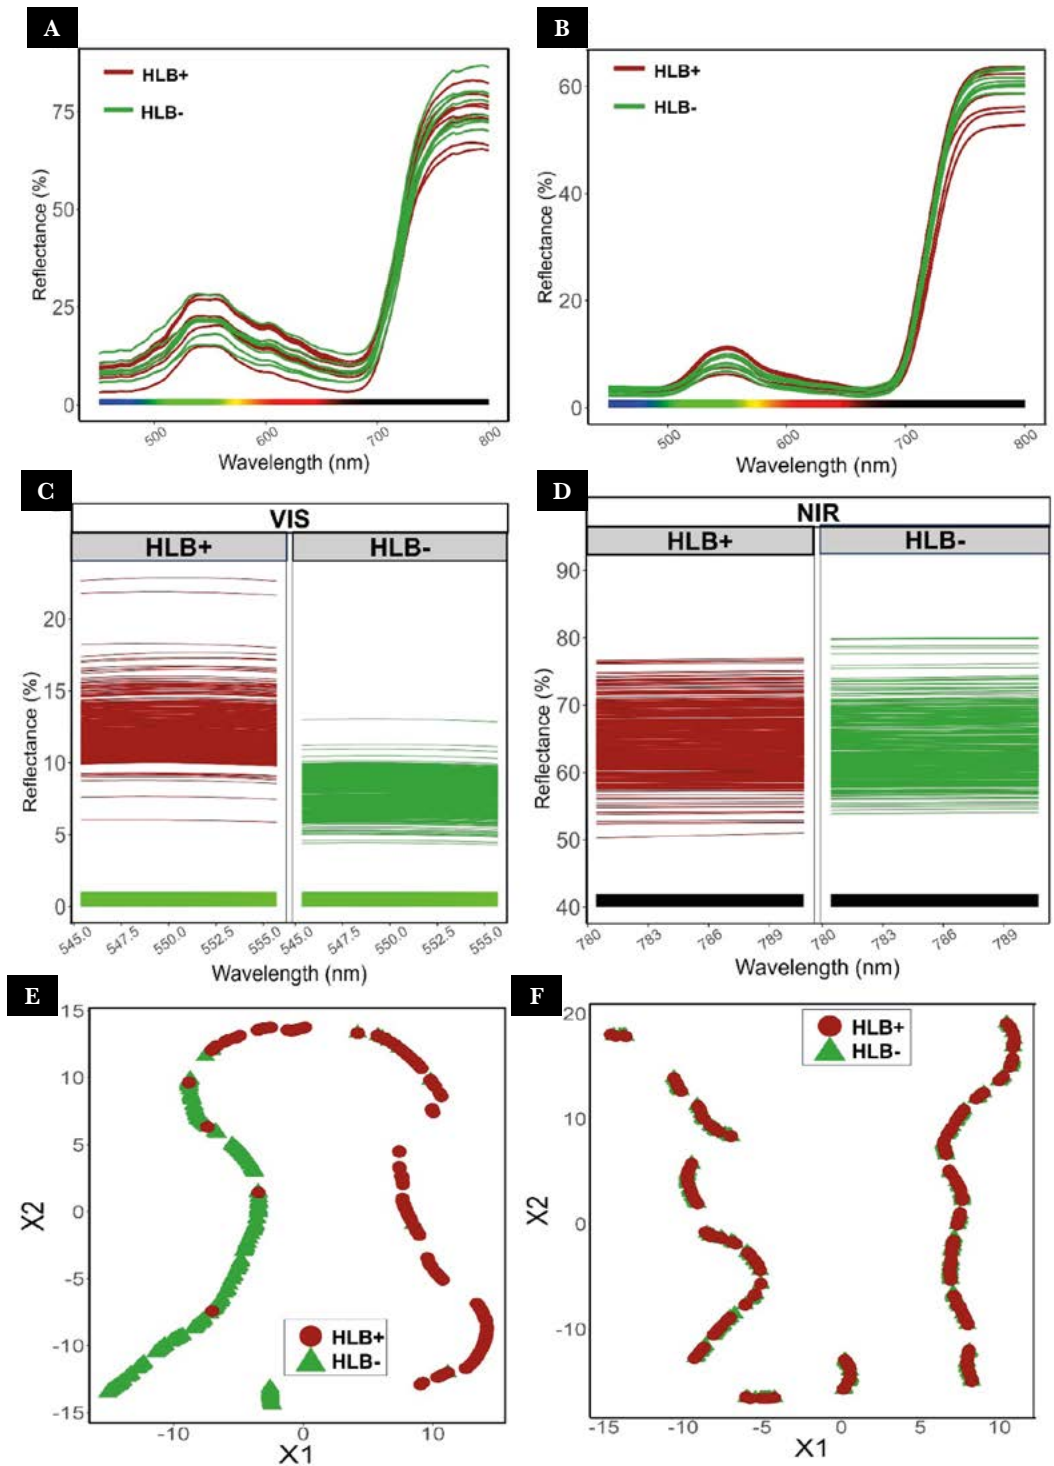 A
B
HLB+
HLB-
HLB+
HLB-
75
50
25
0
60
40
20
0
Reflectance (%)
Reflectance (%)
500
600
700
800
500
600
700
800
Wavelength (nm)
Wavelength (nm)
C
D
VIS
HLB+
HLB-
NIR
HLB+
HLB-
20
15
10
5
0
90
80
70
60
50
40
Reflectance (%)
Reflectance (%)
545.0
547.5
550.0
552.5
555.0
545.0
547.5
550.0
552.5
555.0
780
783
786
789
780
783
786
789
Wavelength (nm)
Wavelength (nm)
E
F
15
10
5
0
-5
-10
-15
X2
HLB+
HLB-
-10
0
10
X1
20
10
0
-10
X2
HLB+
HLB-
-15
-10
-5
0
5
10
X1